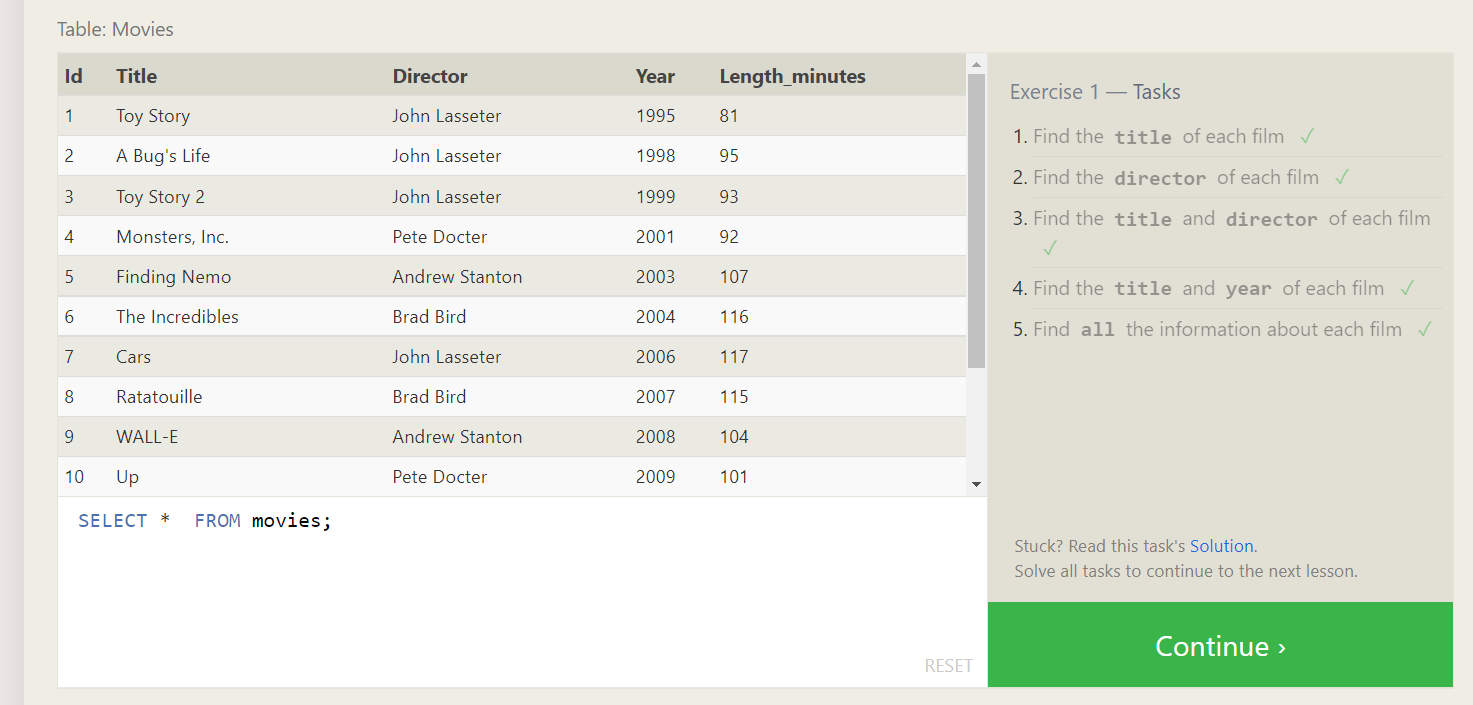 Table: Movies
Id Title Director Year Length_minutes
1 Toy Story John Lasseter 1995 81
2 A Bug's Life John Lasseter 1998 95
3 Toy Story 2 John Lasseter 1999 93
4 Monsters, Inc. Pete Docter 2001 92
5 Finding Nemo Andrew Stanton 2003 107
6 The Incredibles Brad Bird 2004 116
7 Cars John Lasseter 2006 117
8 Ratatouille Brad Bird 2007 115
9 WALL-E Andrew Stanton 2008 104
10 Up Pete Docter 2009 101
SELECT *  FROM movies;
RESET
Exercise 1 — Tasks
1. Find the title of each film ✓
2. Find the director of each film ✓
3. Find the title and director of each film
✓
4. Find the title and year of each film ✓
5. Find all the information about each film ✓
Stuck? Read this task's Solution.
Solve all tasks to continue to the next lesson.
Continue ›